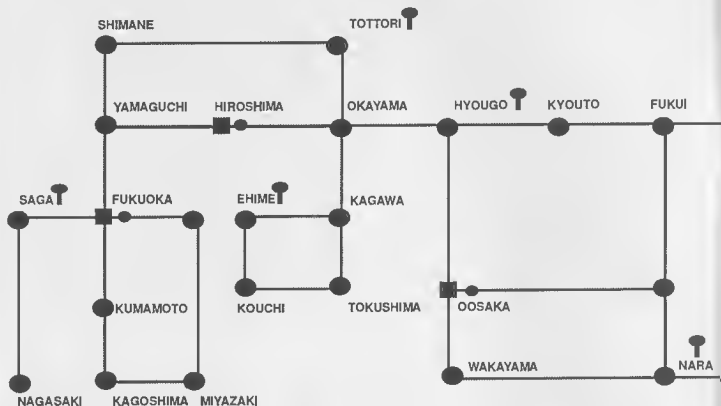 SHIMANE
TOTTORI
YAMAGUCHI
HIROSHIMA
OKAYAMA
HYOUGO
KYOUTO
FUKUI
SAGA
FUKUOKA
EHIME
KAGAWA
KUMAMOTO
KOUCHI
TOKUSHIMA
OOSAKA
WAKAYAMA
NARA
NAGASAKI
KAGOSHIMA
MIYAZAKI